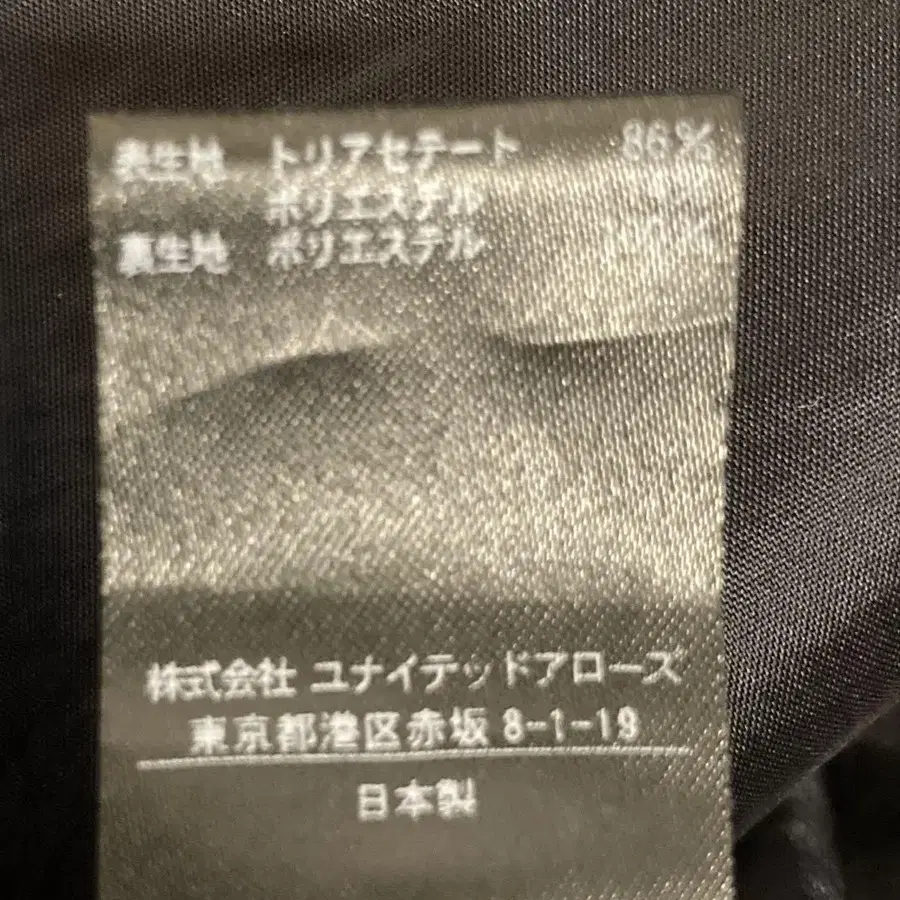 表生地 トリアセテート 86%
ポリエステル
裏生地 ポリエステル 100%
株式会社 ユナイテッドアローズ
東京都港区赤坂 8-1-19
日本製